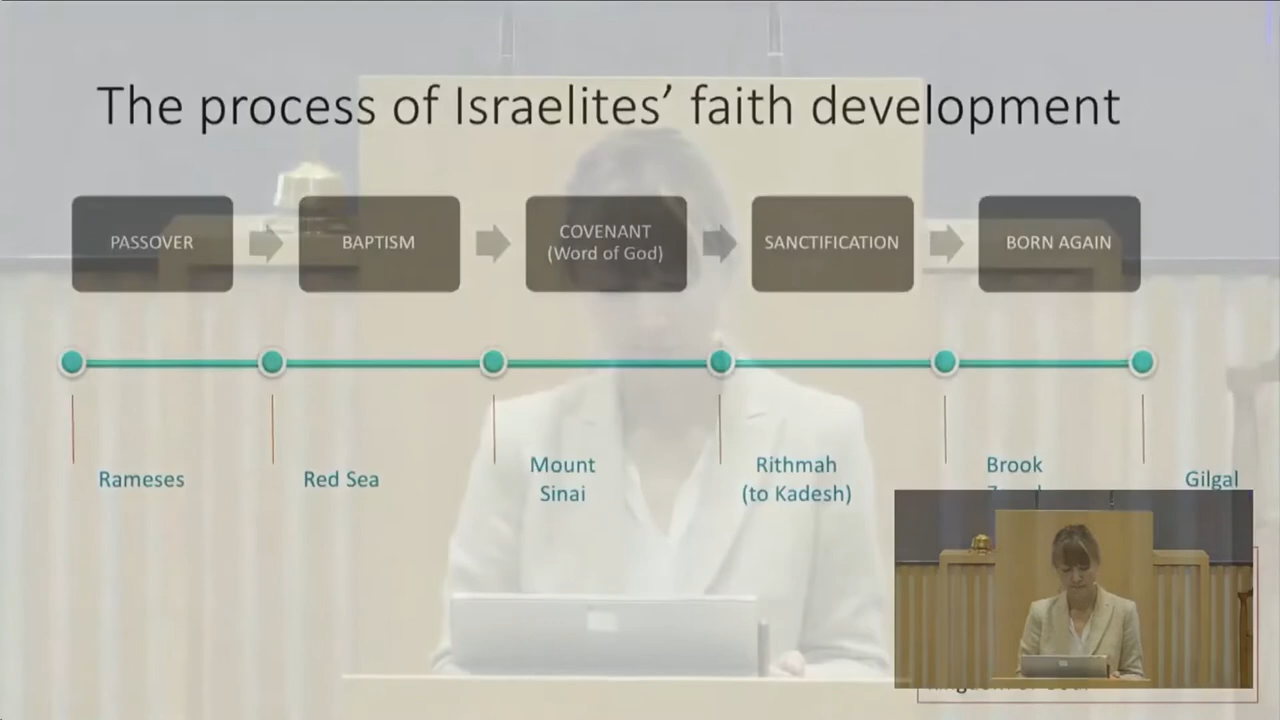 The process of Israelites’ faith development
PASSOVER
BAPTISM
COVENANT
(Word of God)
SANCTIFICATION
BORN AGAIN
Rameses
Red Sea
Mount
Sinai
Rithmah
(to Kadesh)
Brook
Gilgal